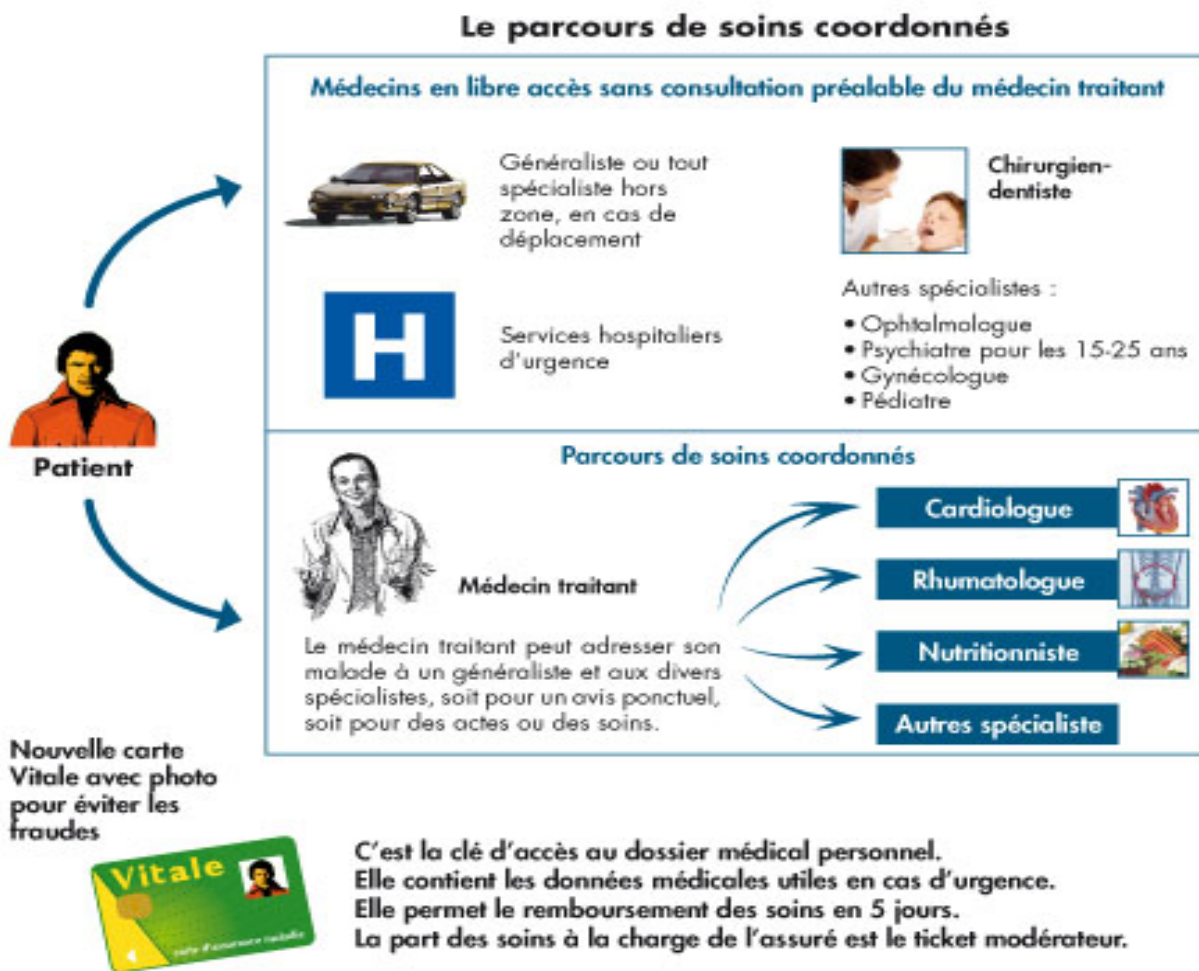 Le parcours de soins coordonnés
Médecins en libre accès sans consultation préalable du médecin traitant
Généraliste ou tout
spécialiste hors
zone, en cas de
déplacement
Chirurgien-
dentiste
H
Services hospitaliers
d'urgence
Autres spécialistes :
• Ophtalmologue
• Psychiatre pour les 15-25 ans
• Gynécologue
• Pédiatre
Patient
Parcours de soins coordonnés
Médecin traitant
Le médecin traitant peut adresser son
malade à un généraliste et aux divers
spécialistes, soit pour un avis ponctuel,
soit pour des actes ou des soins.
Cardiologue
Rhumatologue
Nutritionniste
Autres spécialiste
Nouvelle carte
Vitale avec photo
pour éviter les
fraudes
Vitale
carte d'assurance maladie
C'est la clé d'accès au dossier médical personnel.
Elle contient les données médicales utiles en cas d'urgence.
Elle permet le remboursement des soins en 5 jours.
La part des soins à la charge de l'assuré est le ticket modérateur.